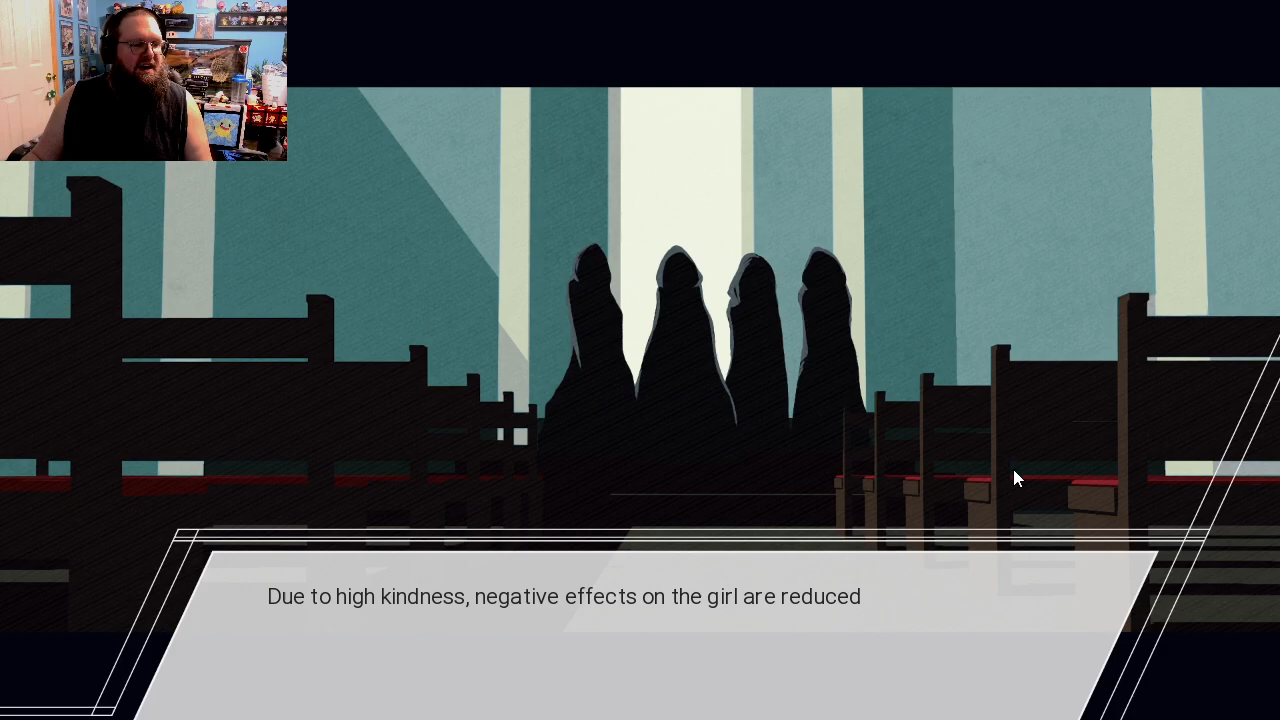 Due to high kindness, negative effects on the girl are reduced